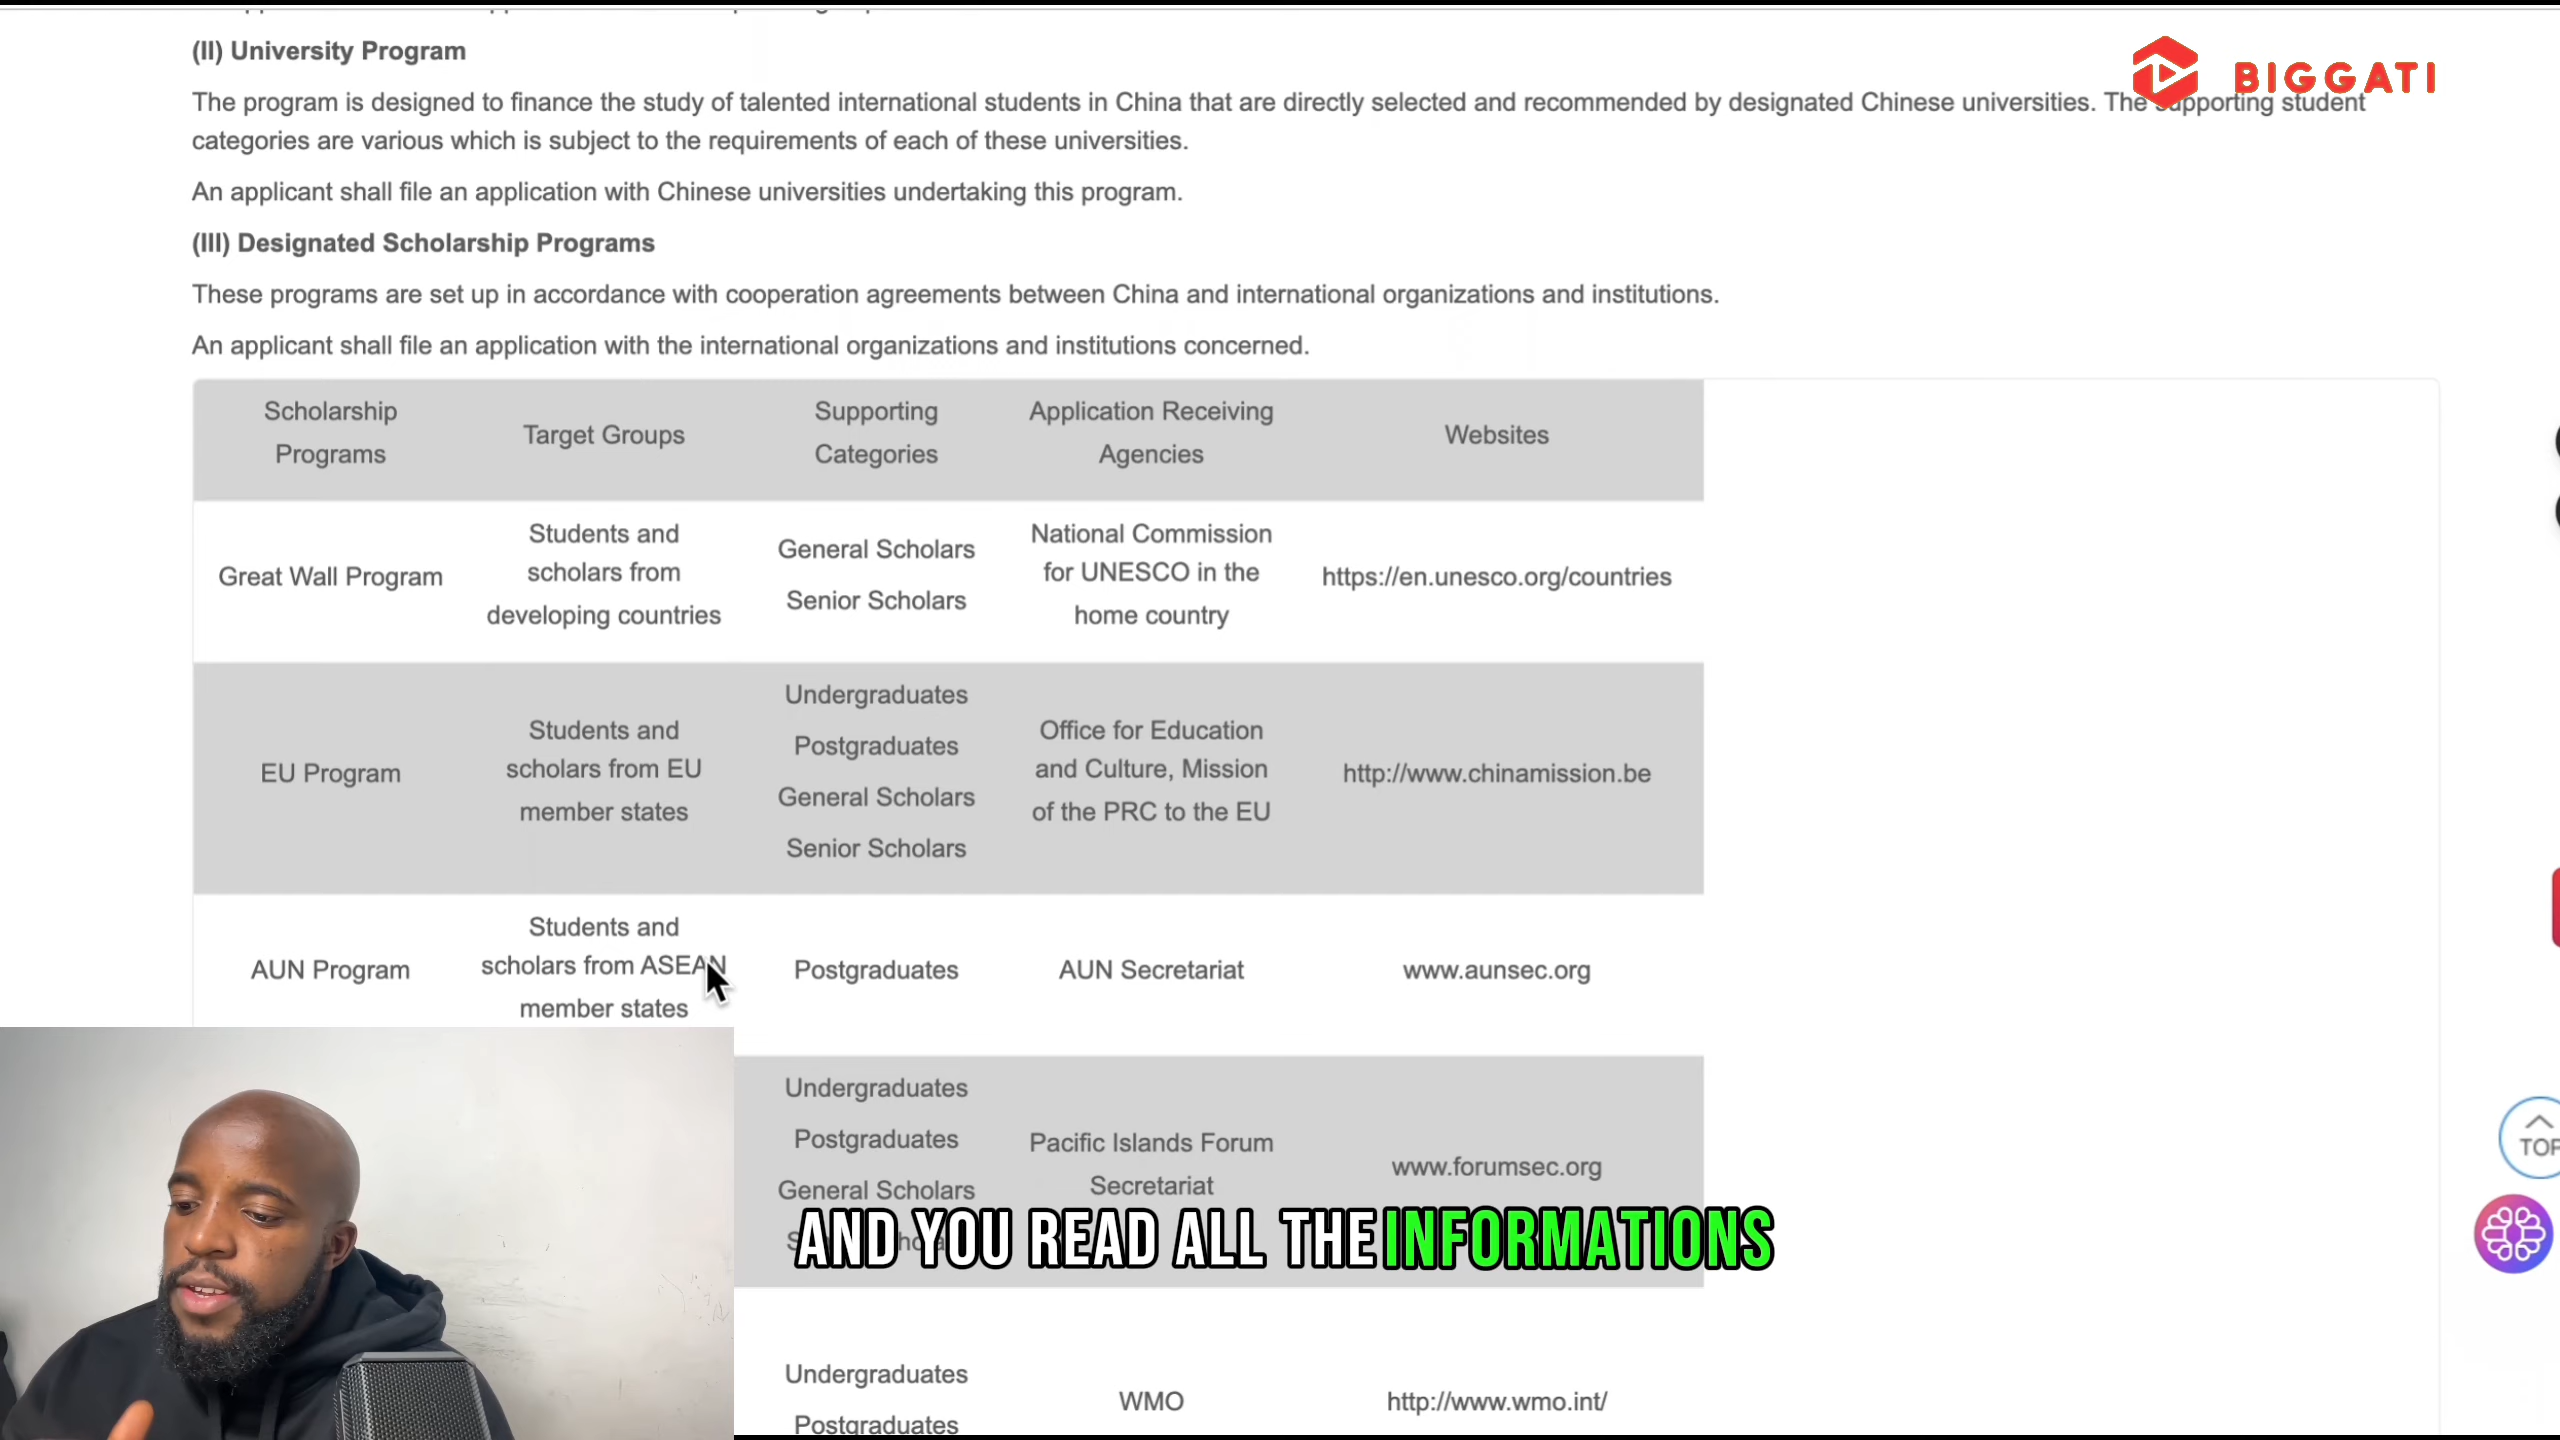 (II) University Program
BIGGATI
The program is designed to finance the study of talented international students in China that are directly selected and recommended by designated Chinese universities. The supporting student
categories are various which is subject to the requirements of each of these universities.
An applicant shall file an application with Chinese universities undertaking this program.
(III) Designated Scholarship Programs
These programs are set up in accordance with cooperation agreements between China and international organizations and institutions.
An applicant shall file an application with the international organizations and institutions concerned.
Scholarship
Programs
Target Groups
Supporting
Categories
Application Receiving
Agencies
Websites
Great Wall Program
Students and
scholars from
developing countries
General Scholars
Senior Scholars
National Commission
for UNESCO in the
home country
https://en.unesco.org/countries
EU Program
Students and
scholars from EU
member states
Undergraduates
Postgraduates
General Scholars
Senior Scholars
Office for Education
and Culture, Mission
of the PRC to the EU
http://www.chinamission.be
AUN Program
Students and
scholars from ASEAN
member states
Postgraduates
AUN Secretariat
www.aunsec.org
Undergraduates
Postgraduates
General Scholars
Pacific Islands Forum
Secretariat
www.forumsec.org
TOP
AND YOU READ ALL THE INFORMATIONS
Undergraduates
Postgraduates
WMO
http://www.wmo.int/